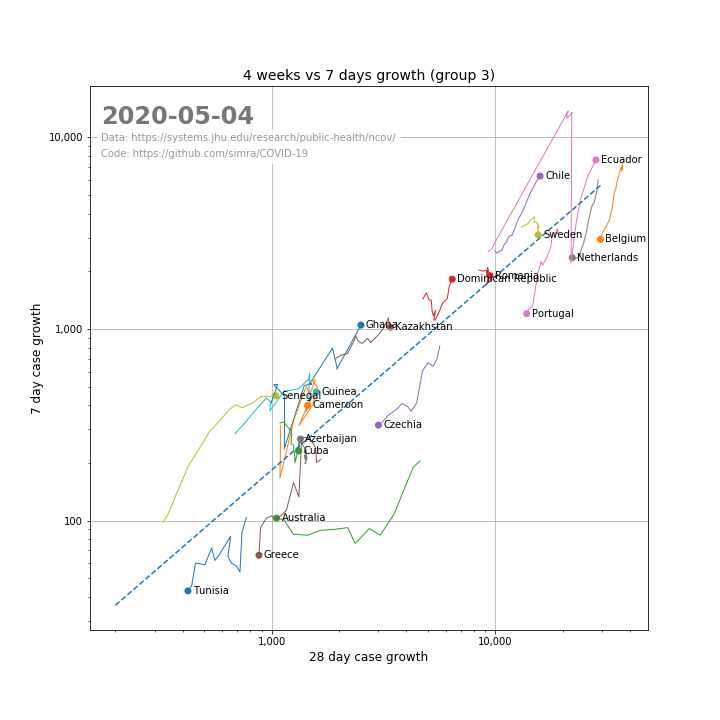 4 weeks vs 7 days growth (group 3)
2020-05-04
Data: https://systems.jhu.edu/research/public-health/ncov/
Code: https://github.com/simra/COVID-19
10,000
1,000
100
7 day case growth
Ecuador
Chile
Sweden
Belgium
Netherlands
Romania
Dominican Republic
Portugal
Ghana
Kazakhstan
Guinea
Senegal
Cameroon
Czechia
Azerbaijan
Cuba
Australia
Greece
Tunisia
1,000
10,000
28 day case growth